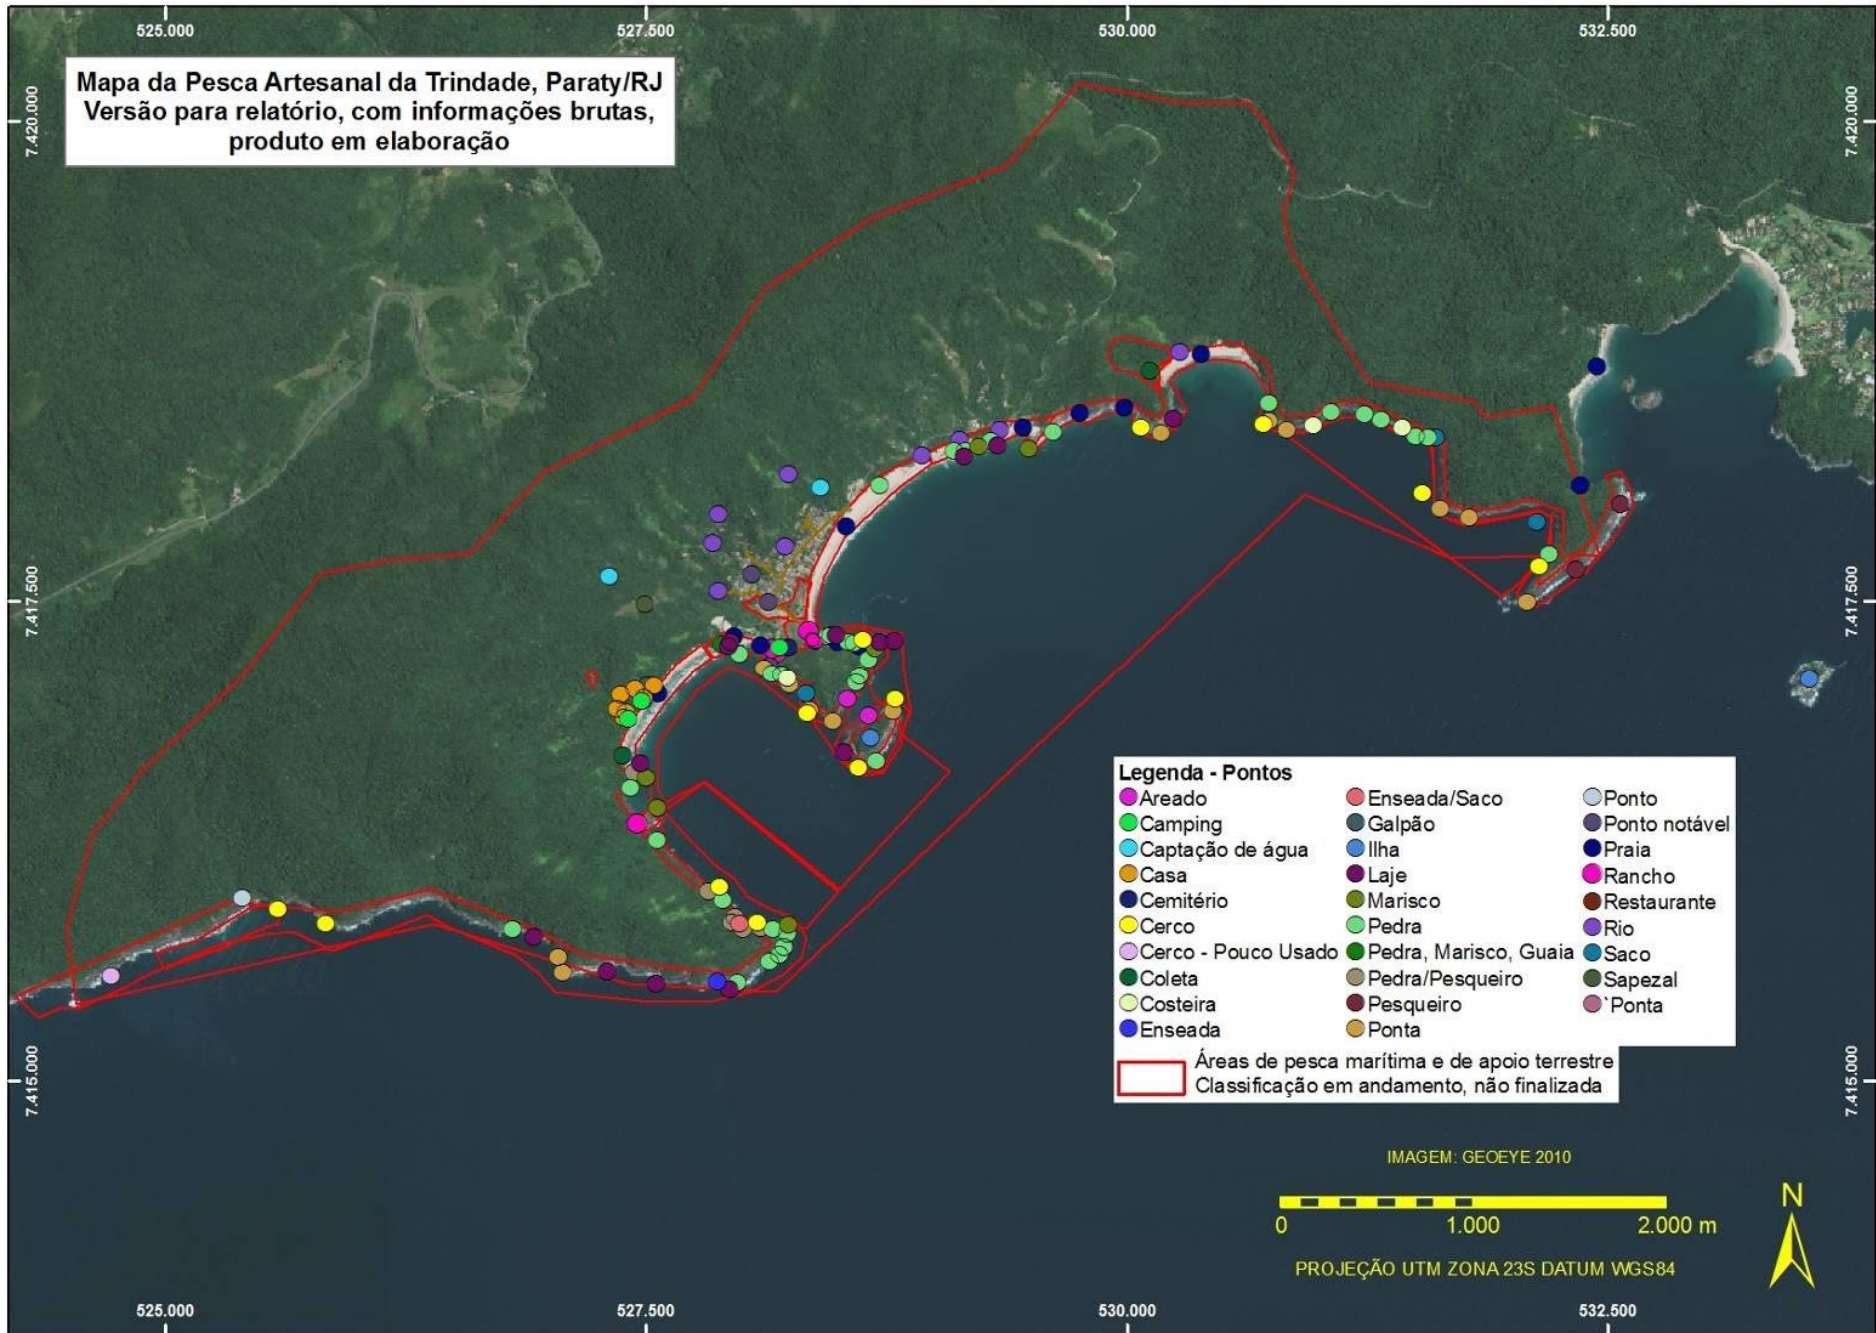 525.000
527.500
530.000
532.500
Mapa da Pesca Artesanal da Trindade, Paraty/RJ
Versão para relatório, com informações brutas,
produto em elaboração
7.420.000
7.420.000
7.417.500
7.417.500
7.415.000
7.415.000
Legenda - Pontos
Areado
Camping
Captação de água
Casa
Cemitério
Cerco
Cerco - Pouco Usado
Coleta
Costeira
Enseada
Enseada/Saco
Galpão
Ilha
Laje
Marisco
Pedra
Pedra, Marisco, Guaia
Pedra/Pesqueiro
Pesqueiro
Ponta
Ponto
Ponto notável
Praia
Rancho
Restaurante
Rio
Saco
Sapezal
`Ponta
Áreas de pesca marítima e de apoio terrestre
Classificação em andamento, não finalizada
IMAGEM: GEOEYE 2010
0 1.000 2.000 m
N
PROJEÇÃO UTM ZONA 23S DATUM WGS84
525.000
527.500
530.000
532.500